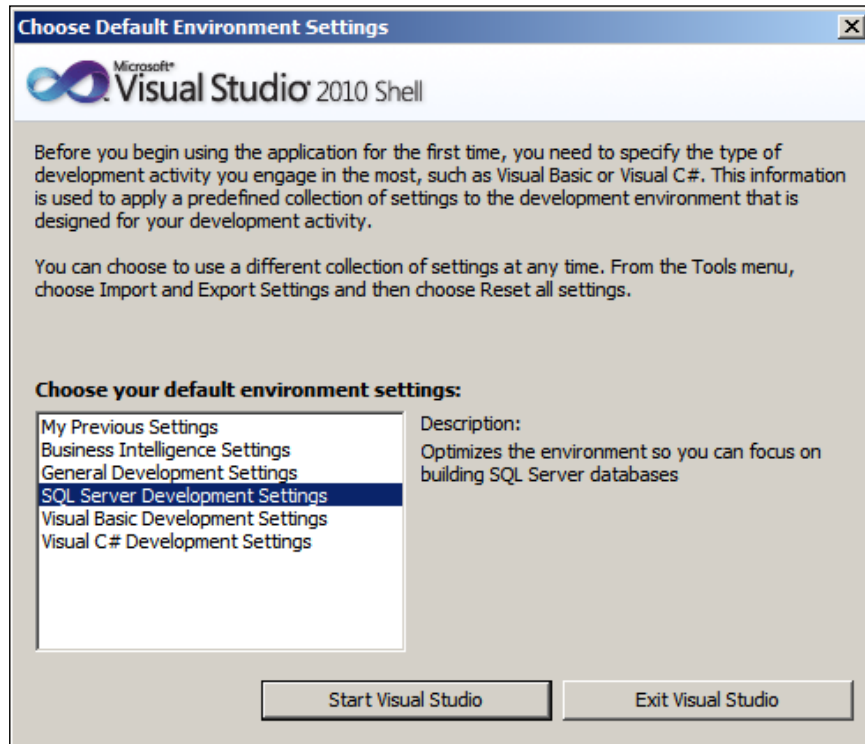 Choose Default Environment Settings
Microsoft®
Visual Studio® 2010 Shell
Before you begin using the application for the first time, you need to specify the type of
development activity you engage in the most, such as Visual Basic or Visual C#. This information
is used to apply a predefined collection of settings to the development environment that is
designed for your development activity.
You can choose to use a different collection of settings at any time. From the Tools menu,
choose Import and Export Settings and then choose Reset all settings.
Choose your default environment settings:
My Previous Settings
Business Intelligence Settings
General Development Settings
SQL Server Development Settings
Visual Basic Development Settings
Visual C# Development Settings
Description:
Optimizes the environment so you can focus on
building SQL Server databases
Start Visual Studio
Exit Visual Studio